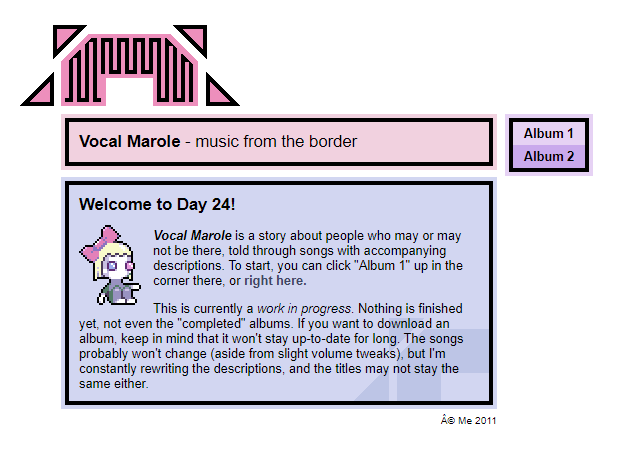 Vocal Marole - music from the border
Album 1
Album 2
Welcome to Day 24!
Vocal Marole is a story about people who may or may
not be there, told through songs with accompanying
descriptions. To start, you can click "Album 1" up in the
corner there, or right here.
This is currently a work in progress. Nothing is finished
yet, not even the "completed" albums. If you want to download an
album, keep in mind that it won't stay up-to-date for long. The songs
probably won't change (aside from slight volume tweaks), but I'm
constantly rewriting the descriptions, and the titles may not stay the
same either.
Â© Me 2011